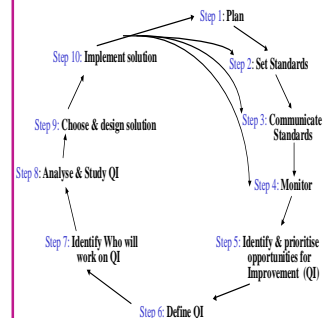 Step 1: Plan
Step 2: Set Standards
Step 3: Communicate
Standards
Step 4: Monitor
Step 5: Identify & prioritise
opportunities for
Improvement (QI)
Step 6: Define QI
Step 7: Identify Who will
work on QI
Step 8: Analyse & Study QI
Step 9: Choose & design solution
Step 10: Implement solution